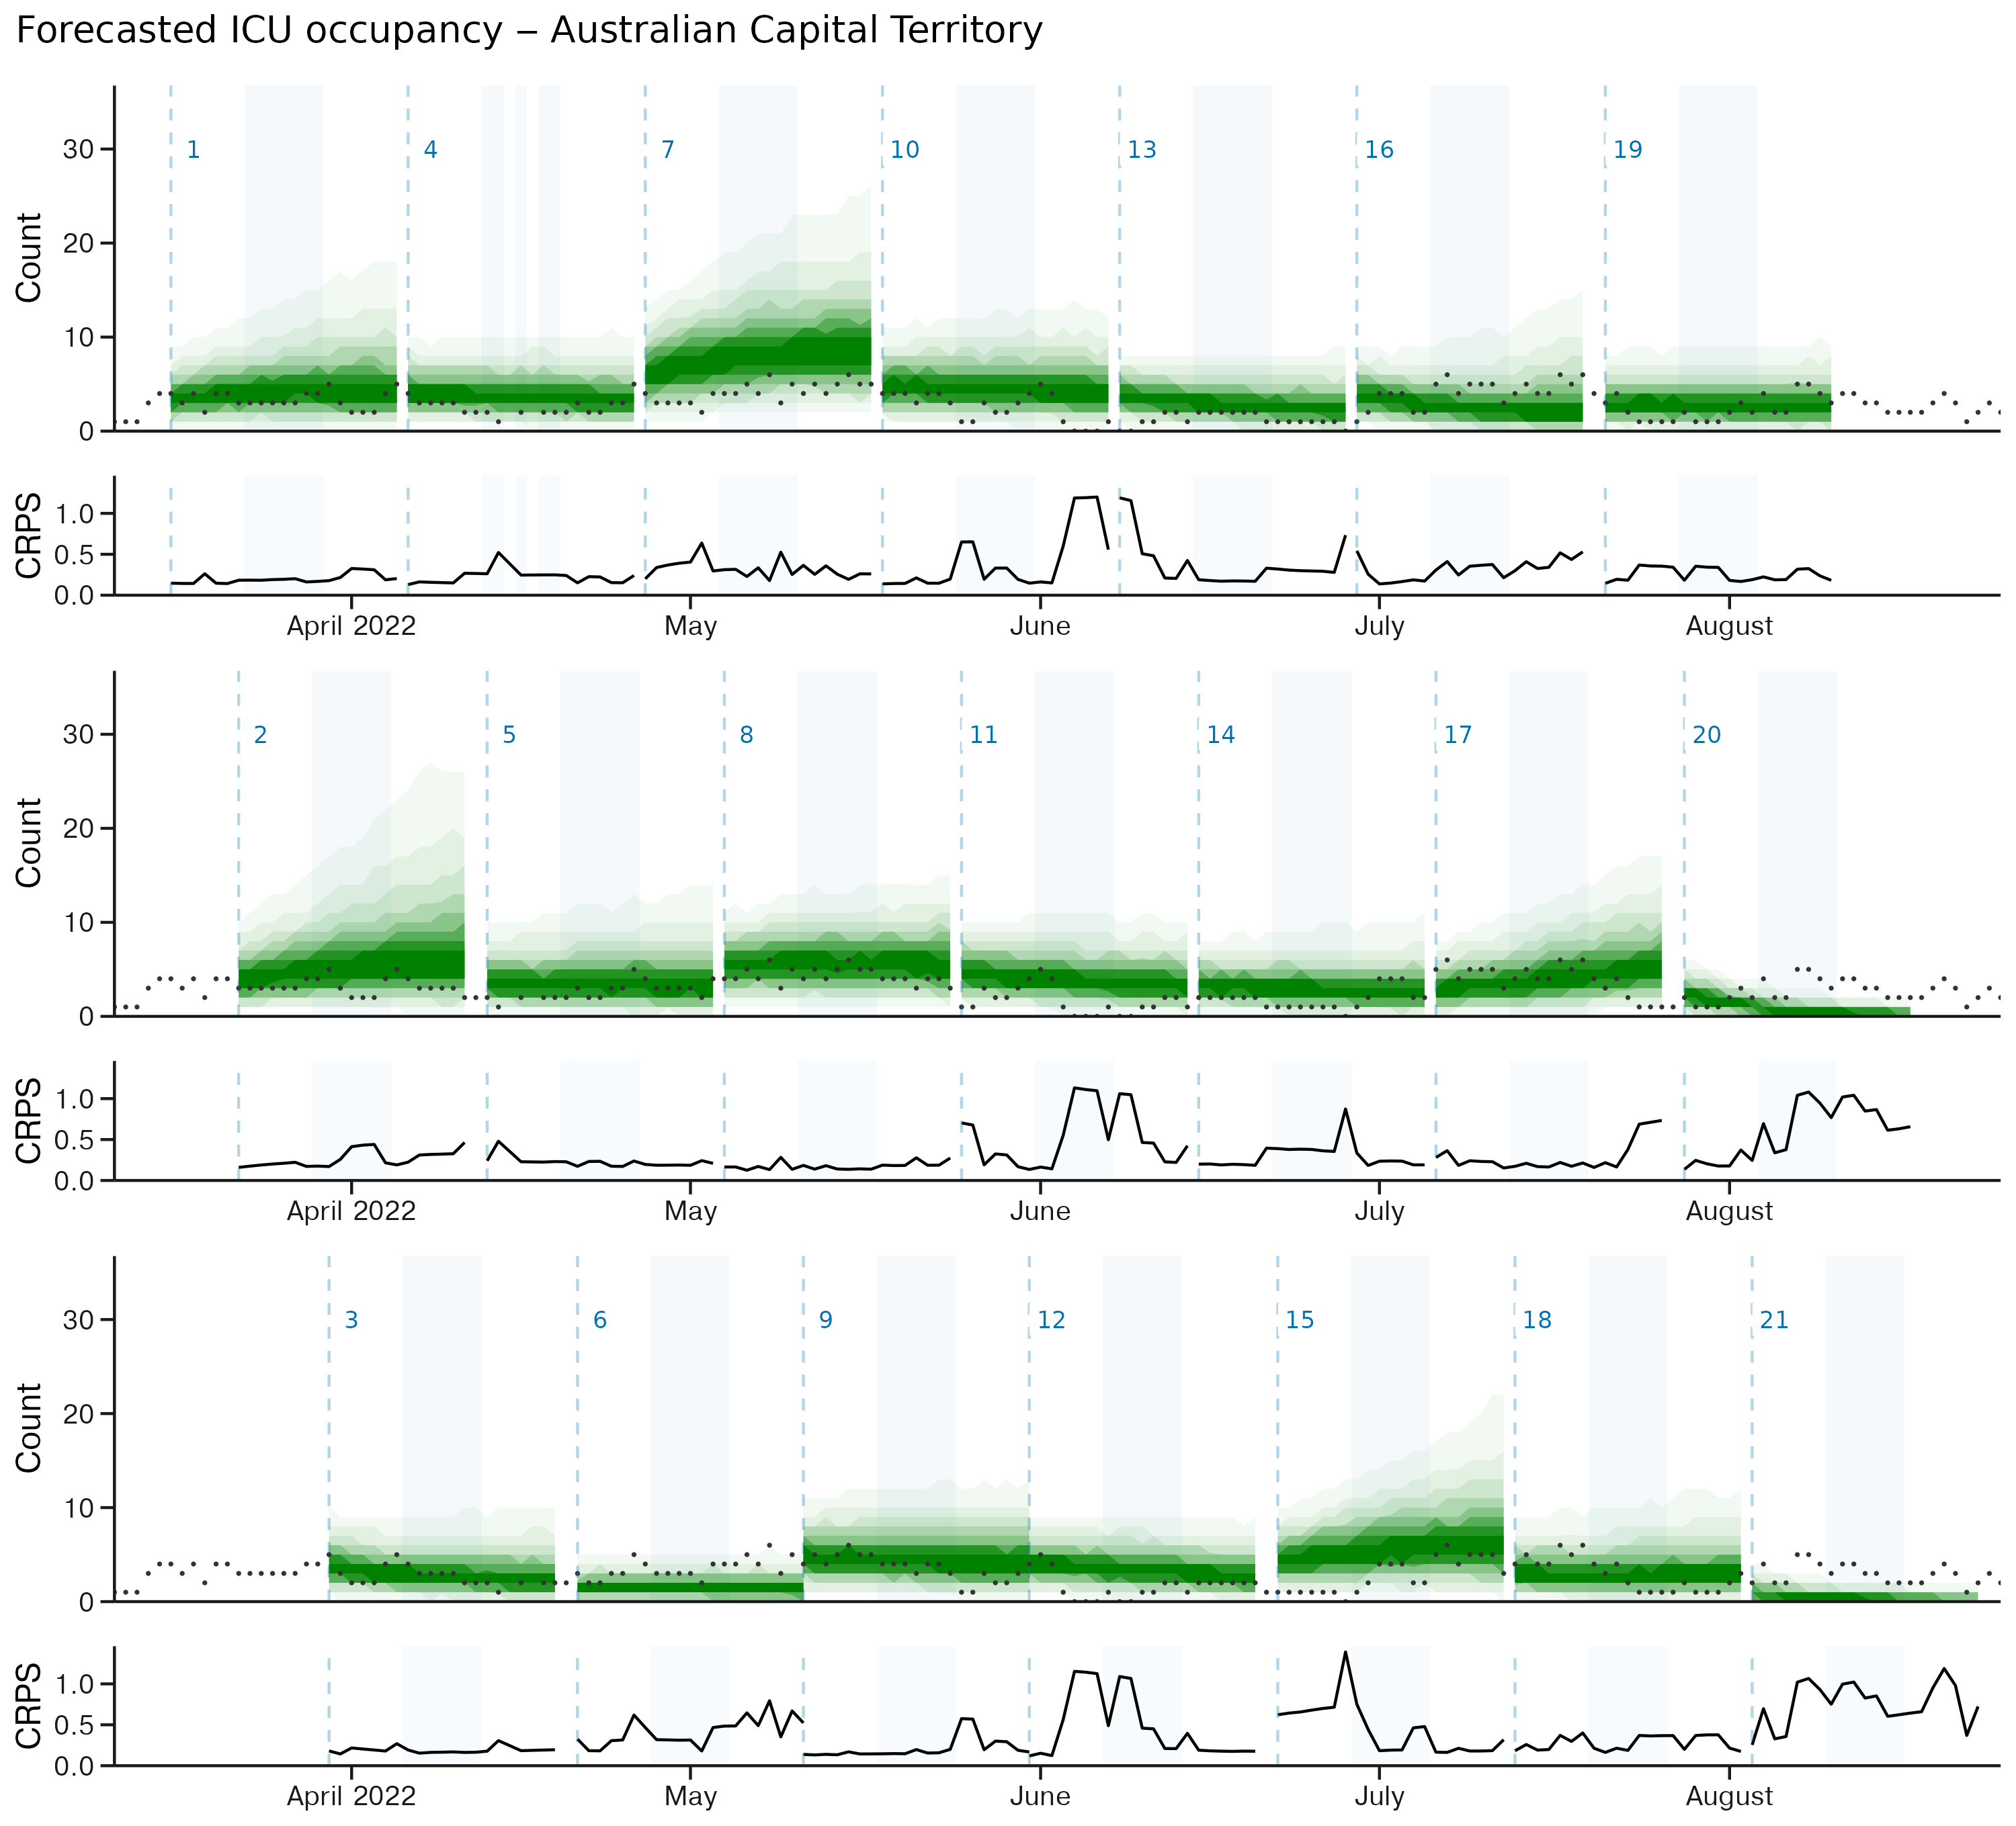 Forecasted ICU occupancy – Australian Capital Territory
Count
30
20
10
0
1
4
7
10
13
16
19
CRPS
1.0
0.5
0.0
April 2022
May
June
July
August
Count
30
20
10
0
2
5
8
11
14
17
20
CRPS
1.0
0.5
0.0
April 2022
May
June
July
August
Count
30
20
10
0
3
6
9
12
15
18
21
CRPS
1.0
0.5
0.0
April 2022
May
June
July
August